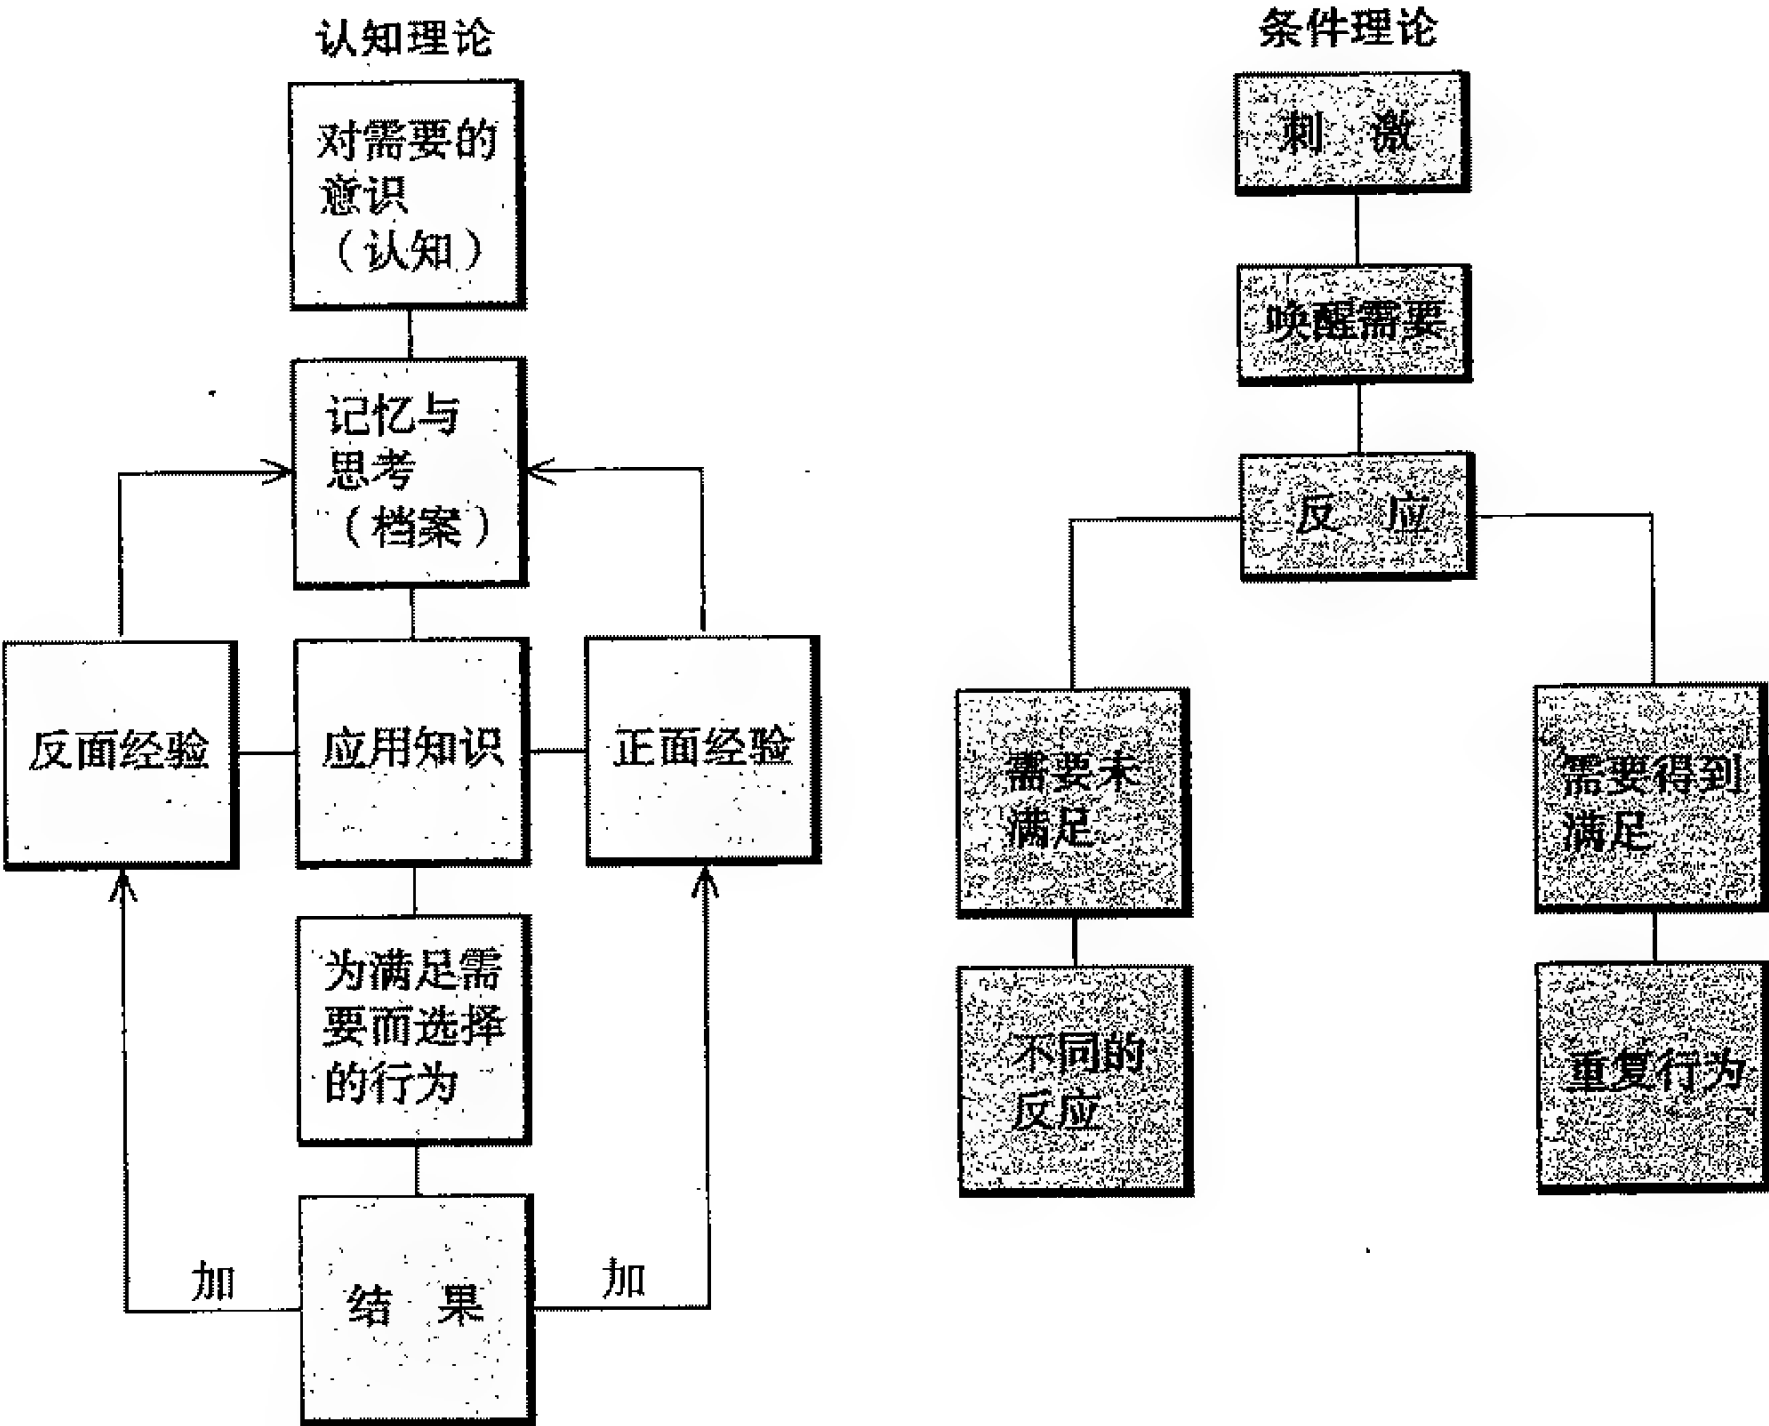 认知理论
对需要的
意识
（认知）
记忆与
思考
（档案）
反面经验
应用知识
正面经验
为满足需
要而选择
的行为
加
结 果
加
条件理论
刺 激
唤醒需要
反 应
需要未
满足
需要得到
满足
不同的
反应
重复行为